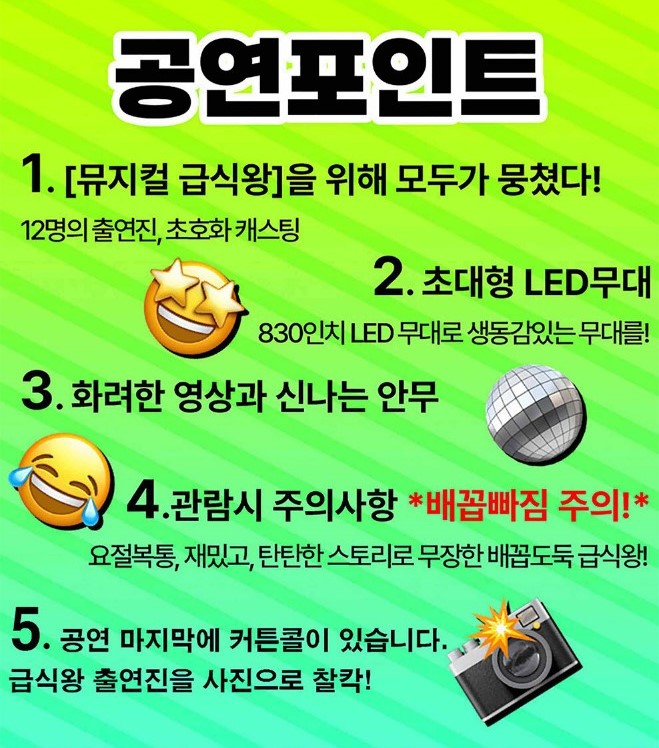 공연포인트
1. [뮤지컬 급식왕]을 위해 모두가 뭉쳤다!
12명의 출연진, 초호화 캐스팅
2. 초대형 LED무대
830인치 LED 무대로 생동감있는 무대를!
3. 화려한 영상과 신나는 안무
4.관람시 주의사항 *배꼽빠짐 주의!*
요절복통, 재밌고, 탄탄한 스토리로 무장한 배꼽도둑 급식왕!
5. 공연 마지막에 커튼콜이 있습니다.
급식왕 출연진을 사진으로 찰칵!